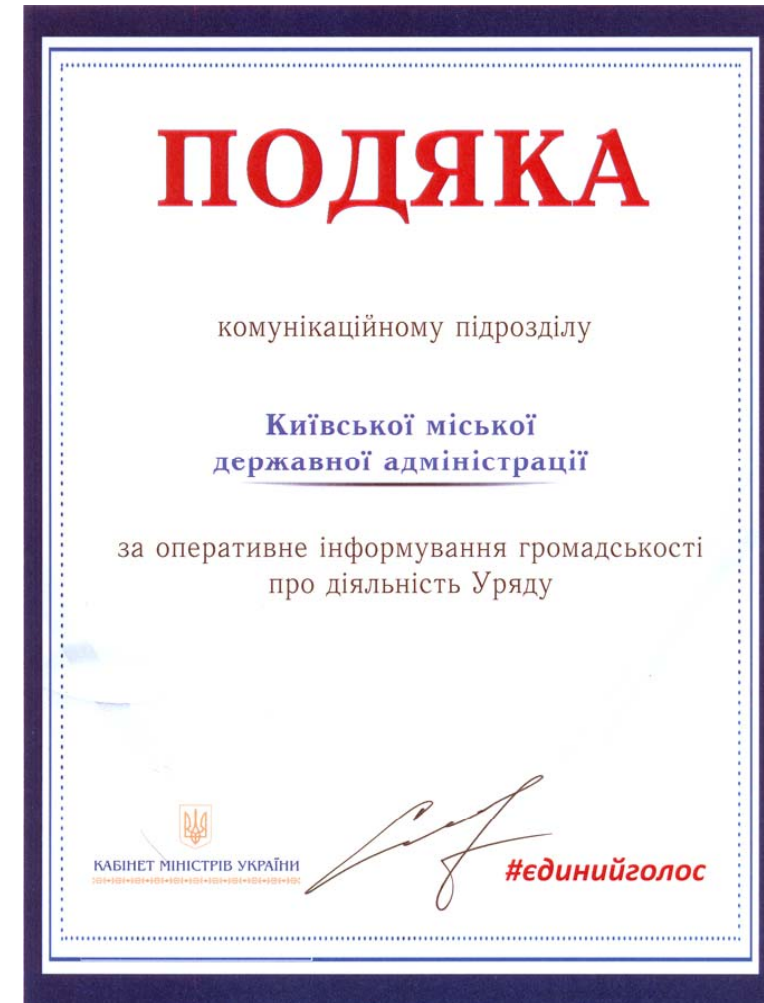 ПОДЯКА
комунікаційному підрозділу
Київської міської
державної адміністрації
за оперативне інформування громадськості
про діяльність Уряду
КАБІНЕТ МІНІСТРІВ УКРАЇНИ
#єдинийголос